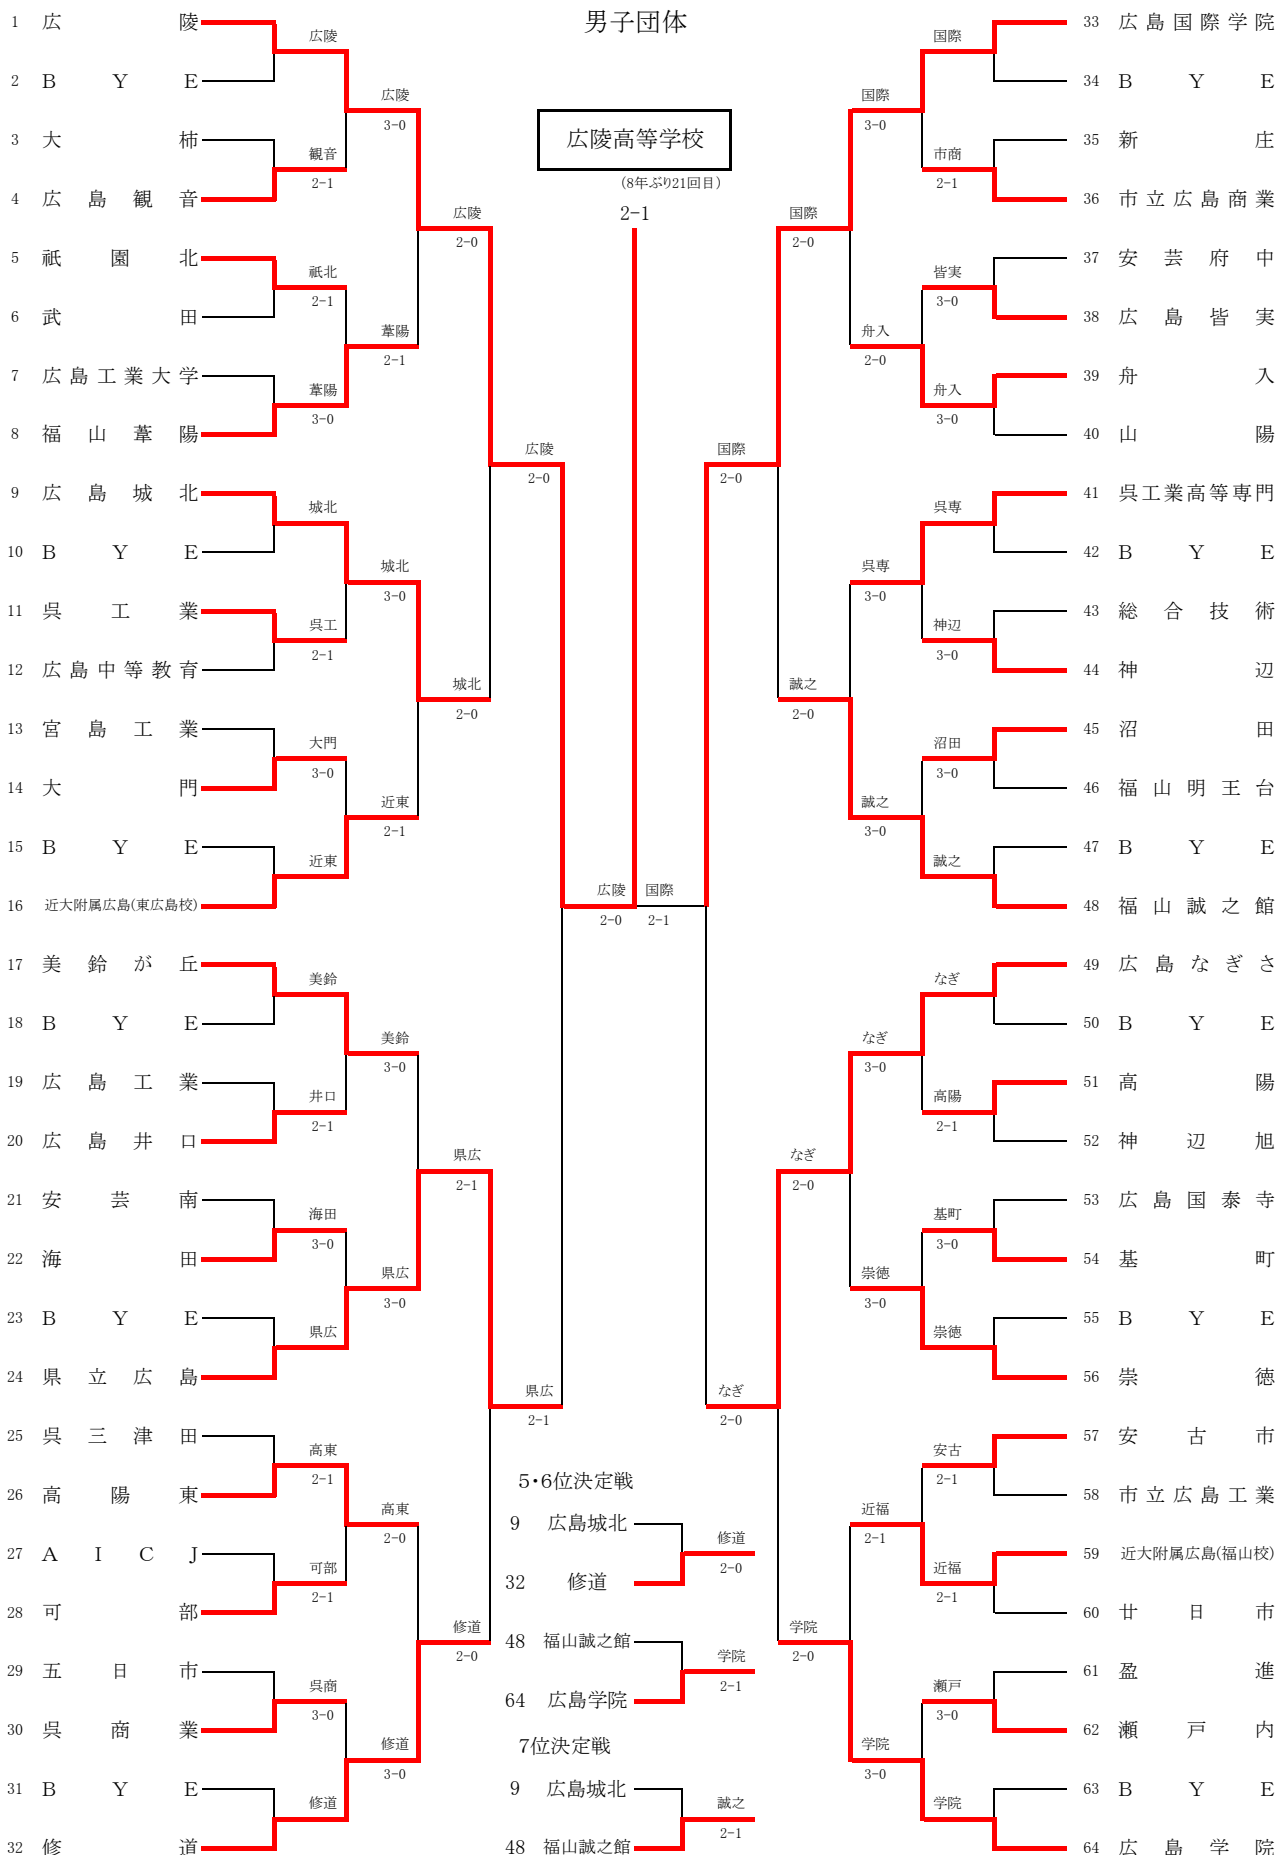 男子団体
広陵高等学校
(8年ぶり21回目)
2-1
1 広陵
2 BYE
3 大柿
4 広島観音
5 祇園北
6 武田
7 広島工業大学
8 福山葦陽
9 広島城北
10 BYE
11 呉工業
12 広島中等教育
13 宮島工業
14 大門
15 BYE
16 近大附属広島(東広島校)
17 美鈴が丘
18 BYE
19 広島工業
20 広島井口
21 安芸南
22 海田
23 BYE
24 県立広島
25 呉三津田
26 高陽東
27 AICJ
28 可部
29 五日市
30 呉商業
31 BYE
32 修道
広陵
観音
2-1
祇北
2-1
葦陽
3-0
城北
呉工
2-1
大門
3-0
近東
美鈴
井口
2-1
海田
3-0
県広
高東
2-1
可部
2-1
呉商
3-0
修道
広陵
3-0
葦陽
2-1
城北
3-0
近東
2-1
美鈴
3-0
県広
3-0
高東
2-0
修道
3-0
広陵
2-0
城北
2-0
県広
2-1
修道
2-0
広陵
2-0
県広
2-1
広陵
2-0
国際
2-1
国際
2-0
なぎ
2-0
国際
2-0
誠之
2-0
なぎ
2-0
学院
2-0
国際
3-0
舟入
2-0
呉専
3-0
誠之
3-0
なぎ
3-0
崇徳
3-0
近福
2-1
学院
3-0
国際
市商
2-1
皆実
3-0
舟入
3-0
呉専
神辺
3-0
沼田
3-0
誠之
なぎ
高陽
2-1
基町
3-0
崇徳
安古
2-1
近福
2-1
瀬戸
3-0
学院
33 広島国際学院
34 BYE
35 新庄
36 市立広島商業
37 安芸府中
38 広島皆実
39 舟入
40 山陽
41 呉工業高等専門
42 BYE
43 総合技術
44 神辺
45 沼田
46 福山明王台
47 BYE
48 福山誠之館
49 広島なぎさ
50 BYE
51 高陽
52 神辺旭
53 広島国泰寺
54 基町
55 BYE
56 崇徳
57 安古市
58 市立広島工業
59 近大附属広島(福山校)
60 廿日市
61 盈進
62 瀬戸内
63 BYE
64 広島学院
5・6位決定戦
9 広島城北
32 修道
修道
2-0
48 福山誠之館
64 広島学院
学院
2-1
7位決定戦
9 広島城北
48 福山誠之館
誠之
2-1